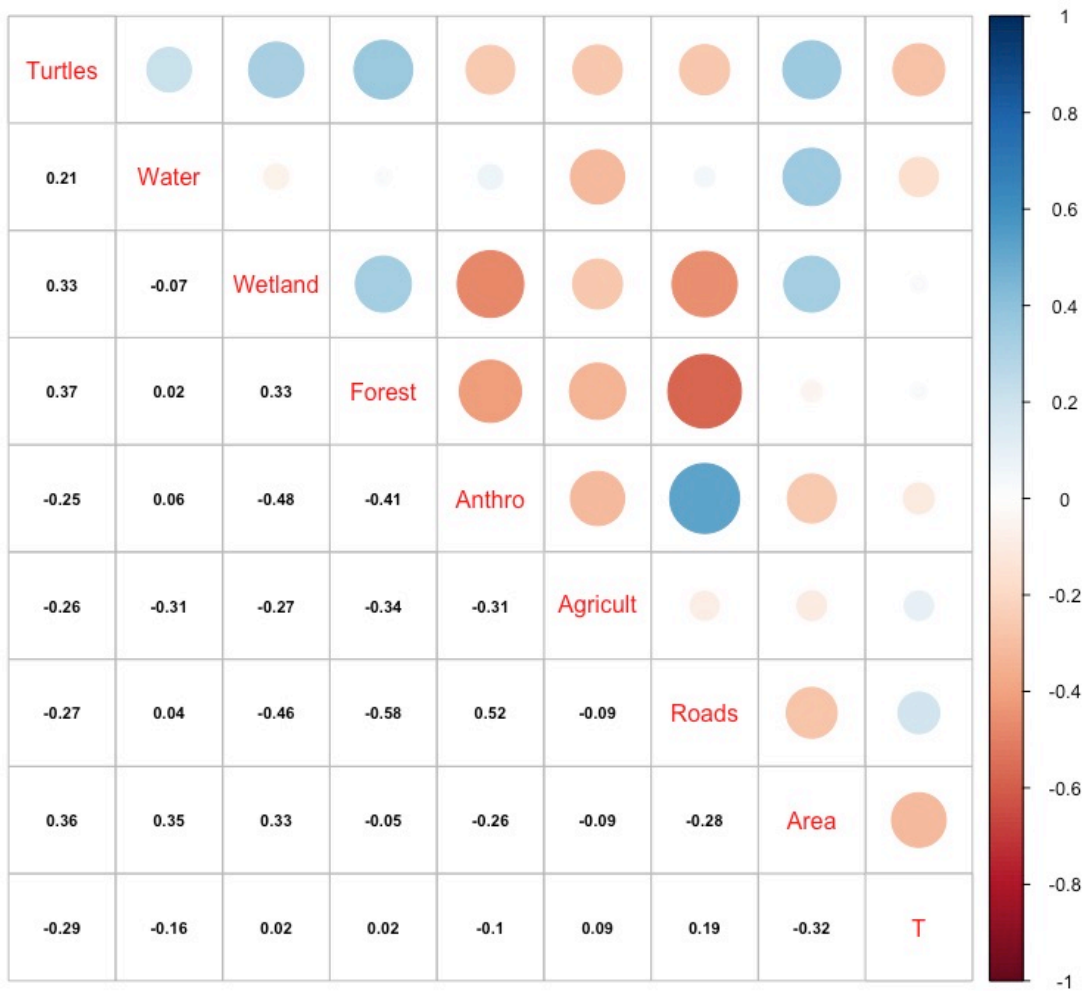 1
Turtles
0.8
0.21 Water
0.6
0.33 -0.07 Wetland
0.4
0.37 0.02 0.33 Forest
0.2
-0.25 0.06 -0.48 -0.41 Anthro
0
-0.26 -0.31 -0.27 -0.34 -0.31 Agricult
-0.2
-0.4
-0.27 0.04 -0.46 -0.58 0.52 -0.09 Roads
-0.6
0.36 0.35 0.33 -0.05 -0.26 -0.09 -0.28 Area
-0.8
-0.29 -0.16 0.02 0.02 -0.1 0.09 0.19 -0.32 T
-1